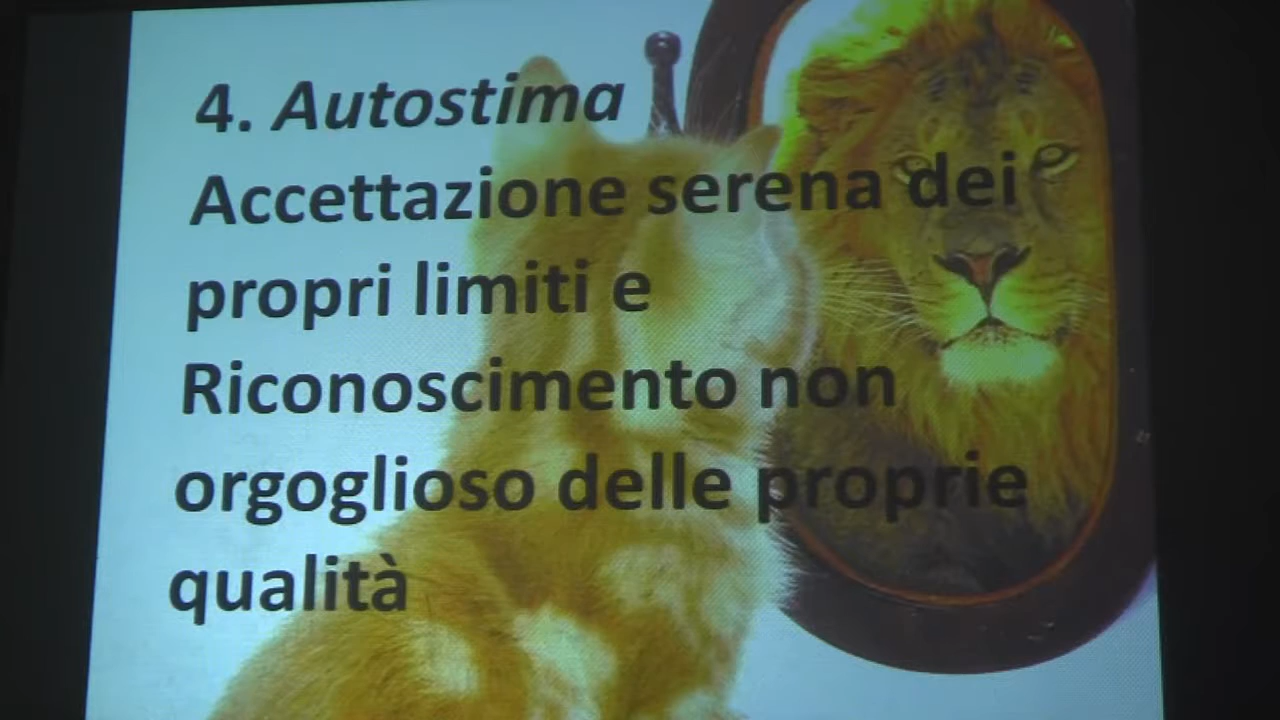 4. Autostima
Accettazione serena dei
propri limiti e
Riconoscimento non
orgoglioso delle proprie
qualità